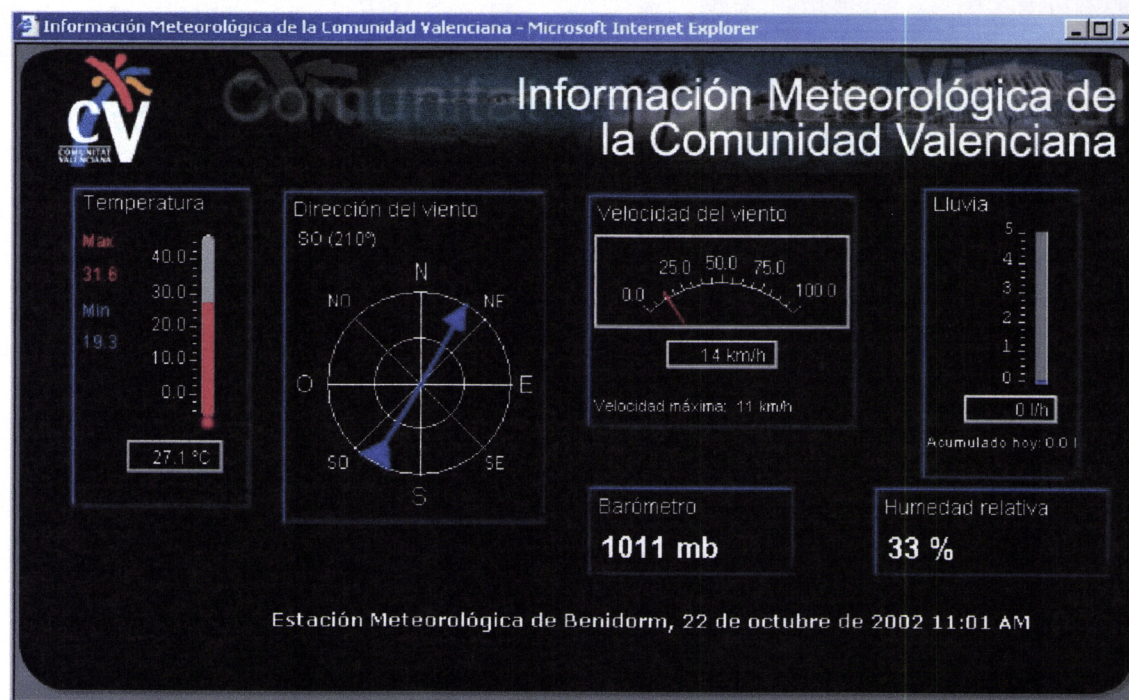 Información Meteorológica de la Comunidad Valenciana - Microsoft Internet Explorer
CV
COMUNITAT
VALENCIANA
Comunitat Virtual
Información Meteorológica de
la Comunidad Valenciana
Temperatura
Max
31.6
Min
19.3
40.0
30.0
20.0
10.0
0.0
27.1 ºC
Dirección del viento
SO (210º)
N
NO
NE
O
E
SO
SE
S
Velocidad del viento
0.0
25.0
50.0
75.0
100.0
14 km/h
Velocidad máxima: 11 km/h
Lluvia
5
4
3
2
1
0
0 l/h
Acumulado hoy: 0.0 l
Barómetro
1011 mb
Humedad relativa
33 %
Estación Meteorológica de Benidorm, 22 de octubre de 2002 11:01 AM